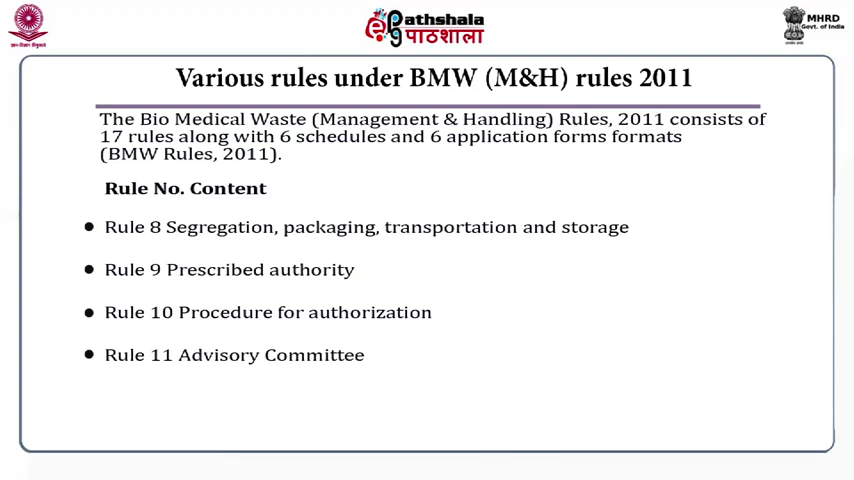 Pathshala
पाठशाला
MHRD
Govt. of India
Various rules under BMW (M&H) rules 2011
The Bio Medical Waste (Management & Handling) Rules, 2011 consists of
17 rules along with 6 schedules and 6 application forms formats
(BMW Rules, 2011).
Rule No. Content
● Rule 8 Segregation, packaging, transportation and storage
● Rule 9 Prescribed authority
● Rule 10 Procedure for authorization
● Rule 11 Advisory Committee